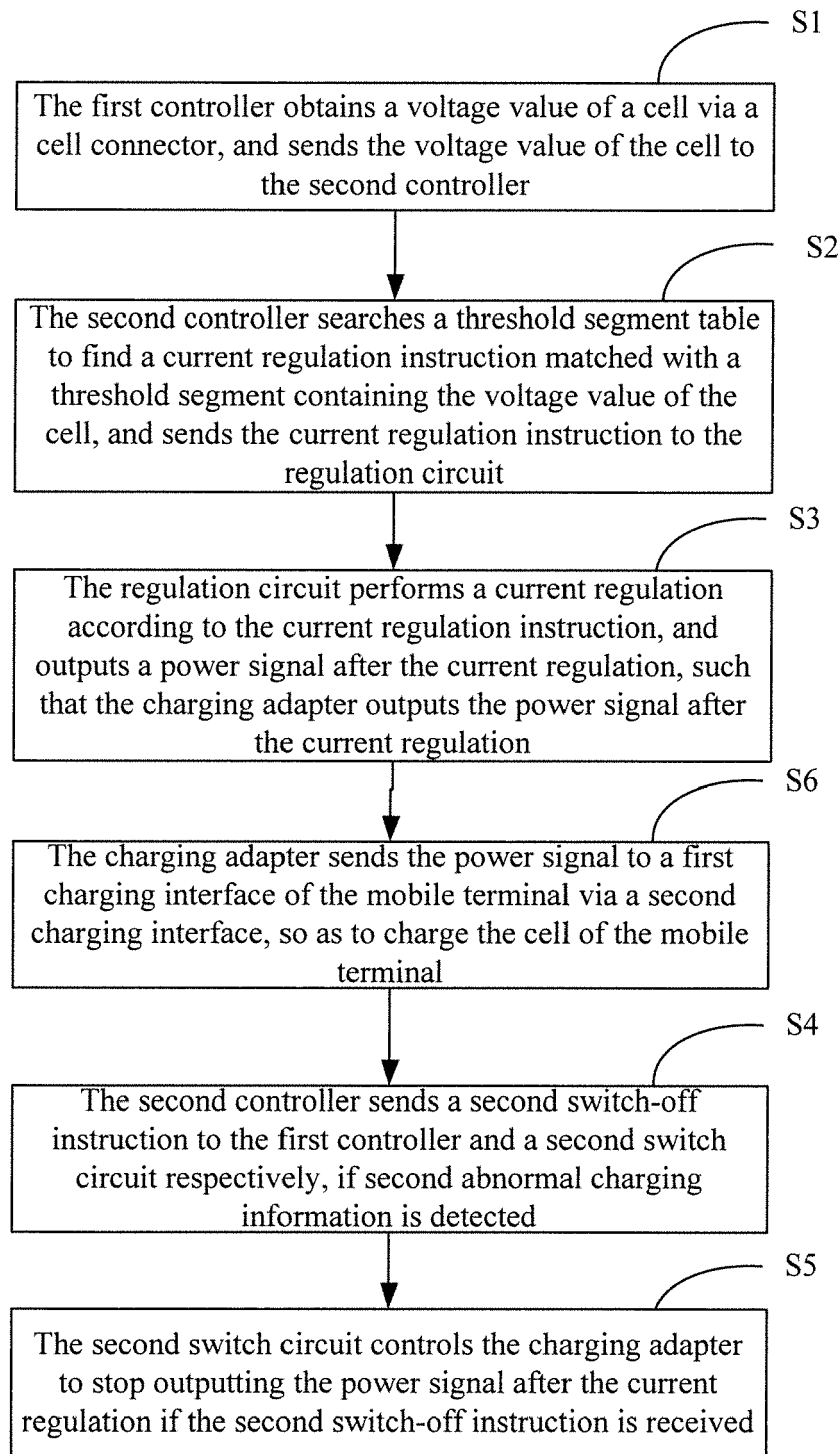 S1
The first controller obtains a voltage value of a cell via a
cell connector, and sends the voltage value of the cell to
the second controller
S2
The second controller searches a threshold segment table
to find a current regulation instruction matched with a
threshold segment containing the voltage value of the
cell, and sends the current regulation instruction to the
regulation circuit
S3
The regulation circuit performs a current regulation
according to the current regulation instruction, and
outputs a power signal after the current regulation, such
that the charging adapter outputs the power signal after
the current regulation
S6
The charging adapter sends the power signal to a first
charging interface of the mobile terminal via a second
charging interface, so as to charge the cell of the mobile
terminal
S4
The second controller sends a second switch-off
instruction to the first controller and a second switch
circuit respectively, if second abnormal charging
information is detected
S5
The second switch circuit controls the charging adapter
to stop outputting the power signal after the current
regulation if the second switch-off instruction is received